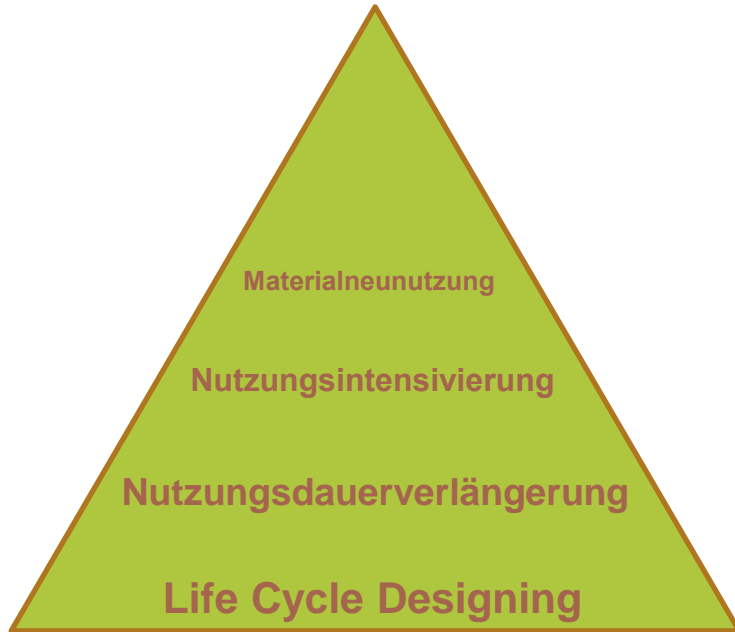 Materialneunutzung
Nutzungsintensivierung
Nutzungsdauerverlängerung
Life Cycle Designing